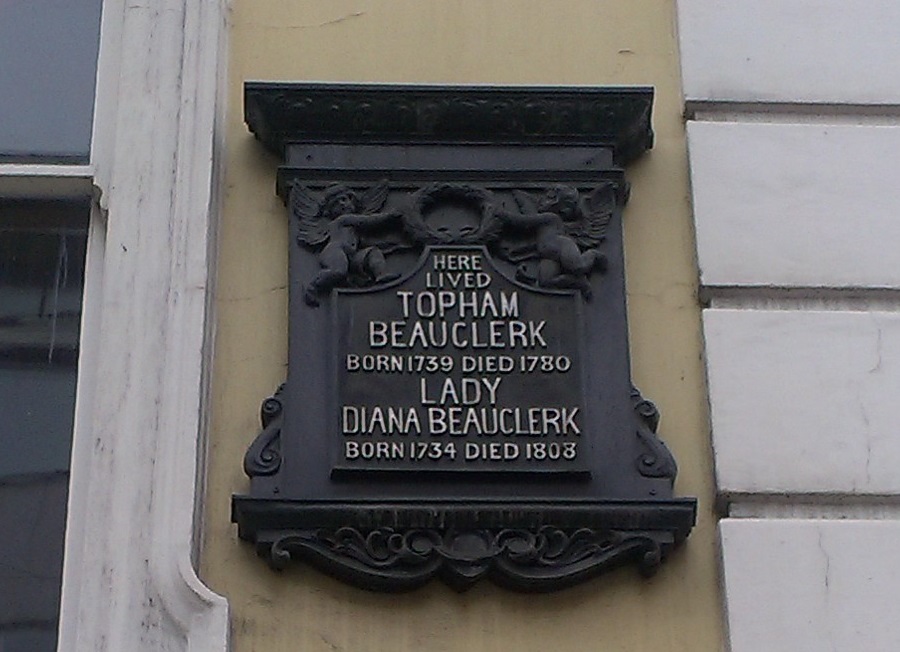 HERE
LIVED
TOPHAM
BEAUCLERK
BORN 1739 DIED 1780
LADY
DIANA BEAUCLERK
BORN 1734 DIED 1808